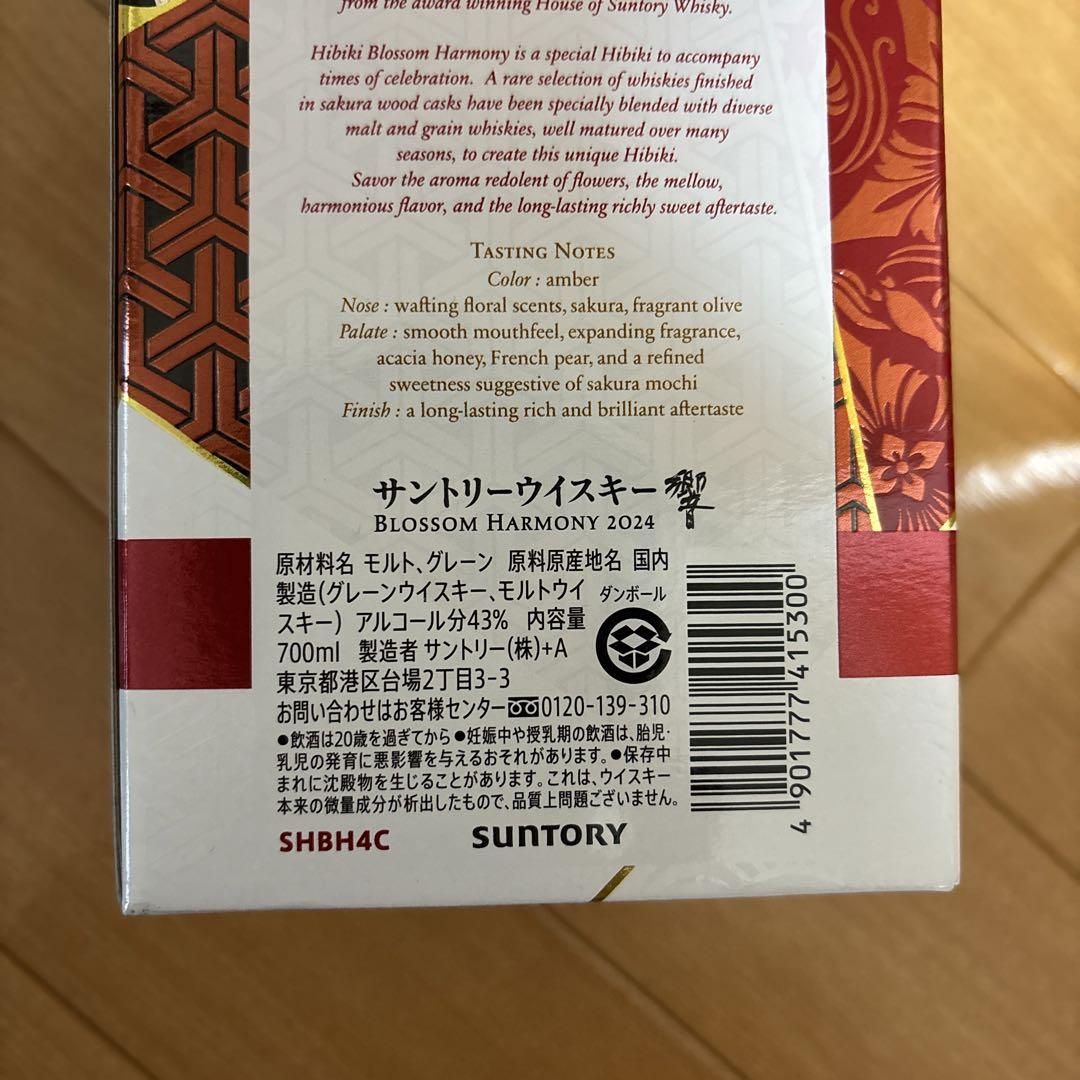 from the award winning House of Suntory Whisky.
Hibiki Blossom Harmony is a special Hibiki to accompany
times of celebration. A rare selection of whiskies finished
in sakura wood casks have been specially blended with diverse
malt and grain whiskies, well matured over many
seasons, to create this unique Hibiki.
Savor the aroma redolent of flowers, the mellow,
harmonious flavor, and the long-lasting richly sweet aftertaste.
TASTING NOTES
Color : amber
Nose : wafting floral scents, sakura, fragrant olive
Palate : smooth mouthfeel, expanding fragrance,
acacia honey, French pear, and a refined
sweetness suggestive of sakura mochi
Finish : a long-lasting rich and brilliant aftertaste
サントリーウイスキー響
BLOSSOM HARMONY 2024
原材料名 モルト、グレーン 原料原産地名 国内
製造(グレーンウイスキー、モルトウイ
スキー) アルコール分43% 内容量
700ml 製造者 サントリー(株)+A
東京都港区台場2丁目3-3
お問い合わせはお客様センター0120-139-310
●飲酒は20歳を過ぎてから ●妊娠中や授乳期の飲酒は、胎児・
乳児の発育に悪影響を与えるおそれがあります。●保存中
まれに沈殿物を生じることがあります。これは、ウイスキー
本来の微量成分が析出したもので、品質上問題ございません。
ダンボール
4 901777 415300
SHBH4C
SUNTORY